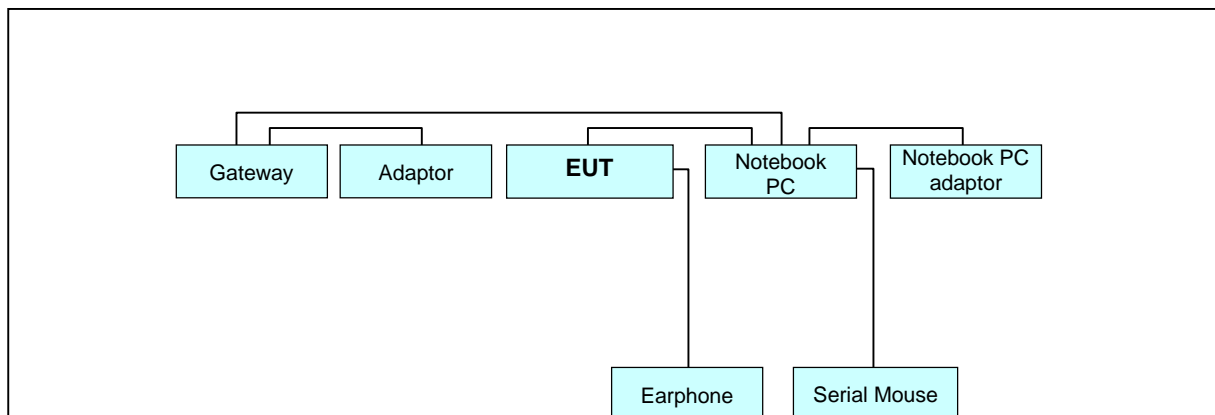 Gateway
Adaptor
EUT
Notebook
PC
Notebook PC
adaptor
Earphone
Serial Mouse